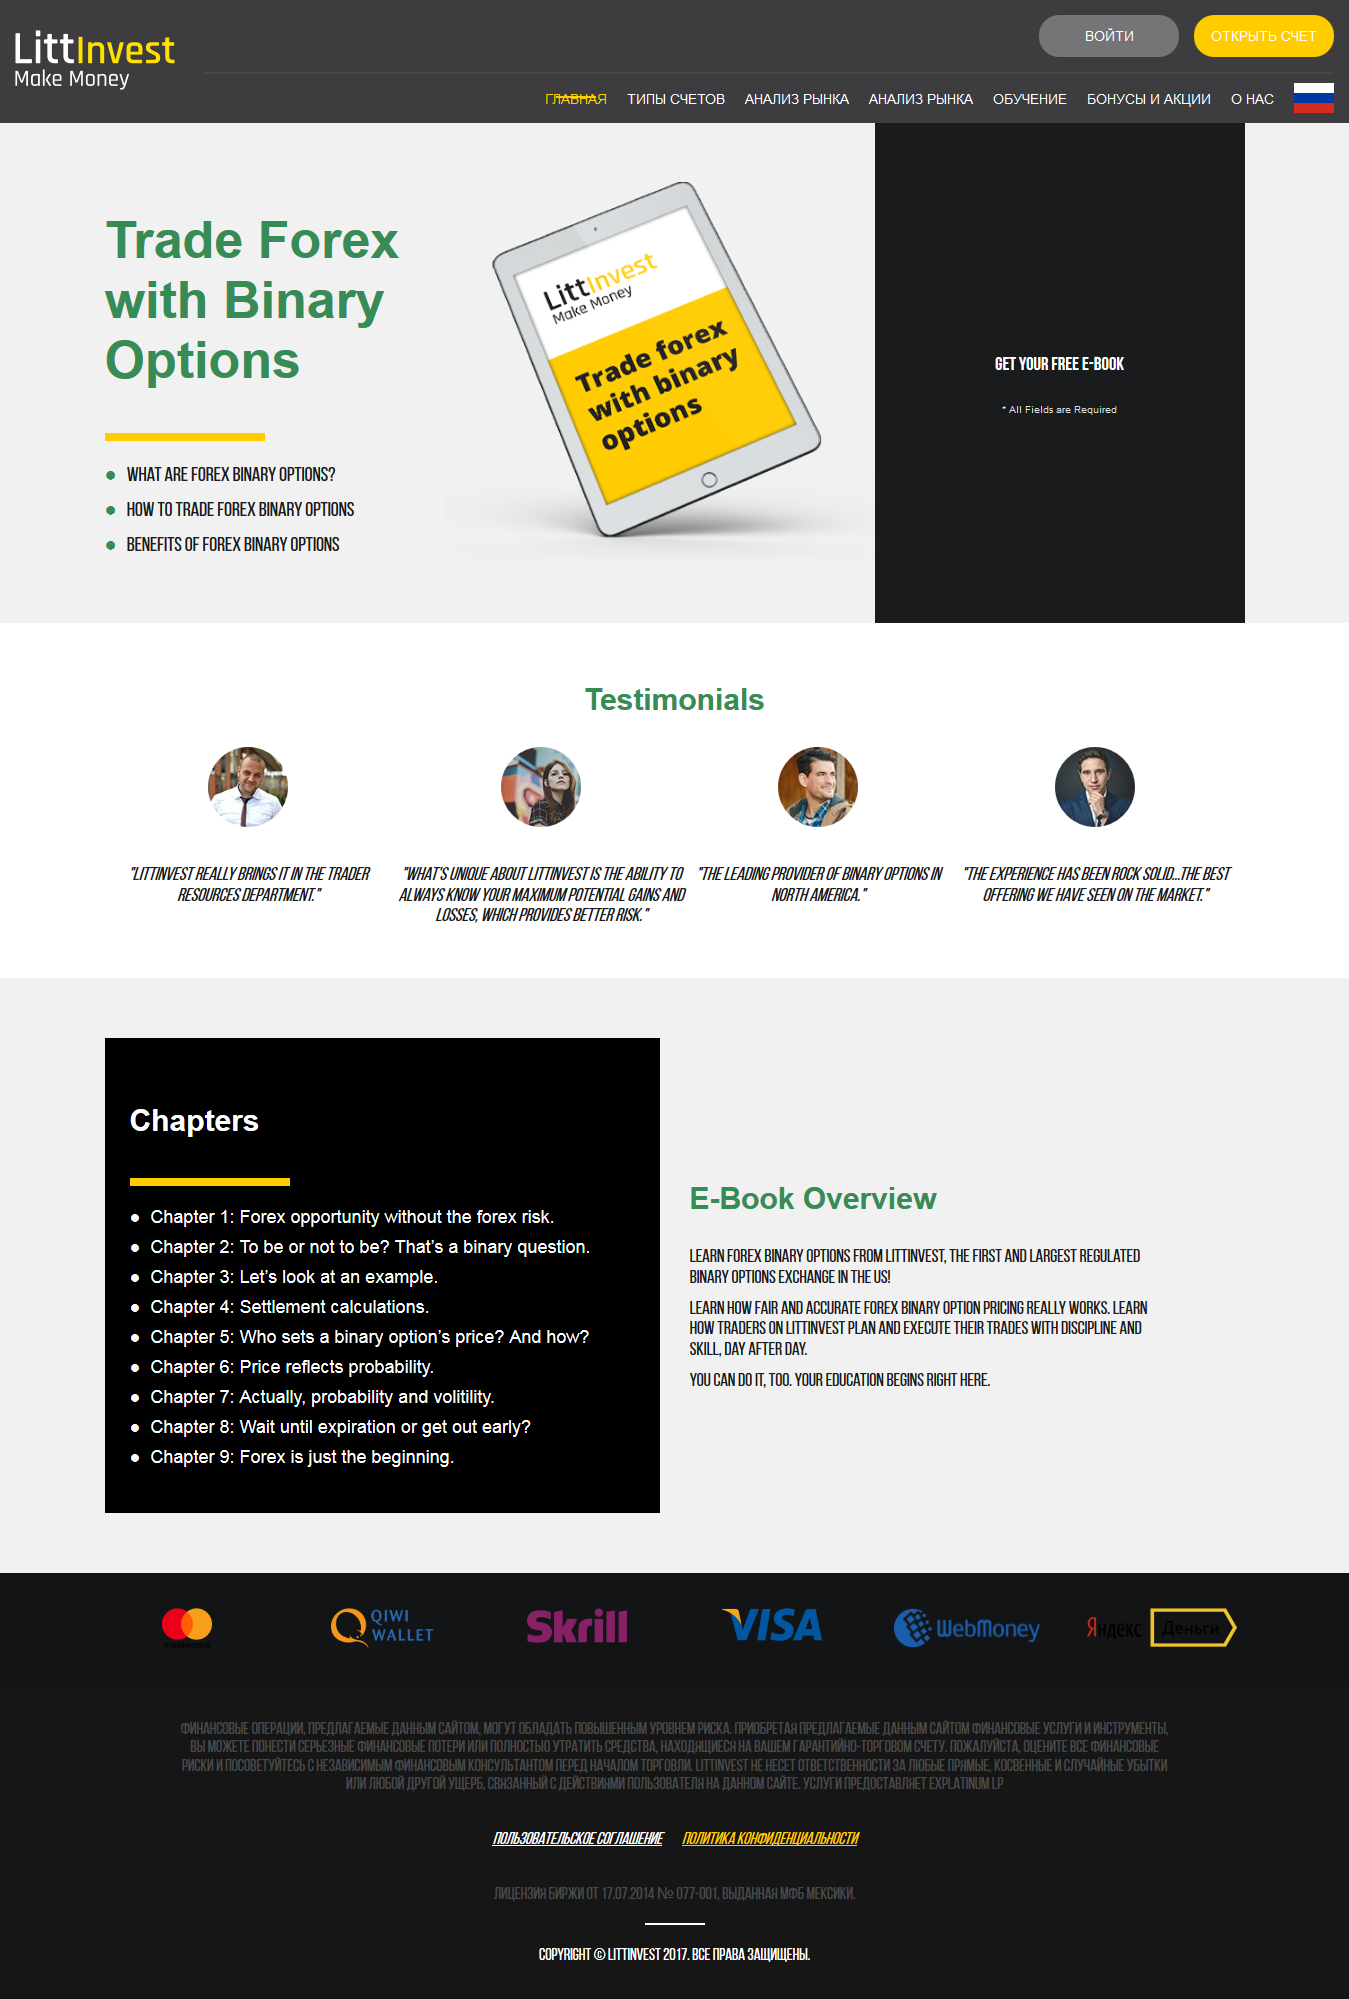 LittInvest
Make Money
ВОЙТИ
ОТКРЫТЬ СЧЕТ
ГЛАВНАЯ
ТИПЫ СЧЕТОВ
АНАЛИЗ РЫНКА
АНАЛИЗ РЫНКА
ОБУЧЕНИЕ
БОНУСЫ И АКЦИИ
О НАС
Trade Forex
with Binary
Options
WHAT ARE FOREX BINARY OPTIONS?
HOW TO TRADE FOREX BINARY OPTIONS
BENEFITS OF FOREX BINARY OPTIONS
LittInvest
Make Money
Trade forex
with binary
options
GET YOUR FREE E-BOOK
* All Fields are Required
Testimonials
"LITTINVEST REALLY BRINGS IT IN THE TRADER
RESOURCES DEPARTMENT."
"WHAT'S UNIQUE ABOUT LITTINVEST IS THE ABILITY TO
ALWAYS KNOW YOUR MAXIMUM POTENTIAL GAINS AND
LOSSES, WHICH PROVIDES BETTER RISK."
"THE LEADING PROVIDER OF BINARY OPTIONS IN
NORTH AMERICA."
"THE EXPERIENCE HAS BEEN ROCK SOLID...THE BEST
OFFERING WE HAVE SEEN ON THE MARKET."
Chapters
Chapter 1: Forex opportunity without the forex risk.
Chapter 2: To be or not to be? That’s a binary question.
Chapter 3: Let’s look at an example.
Chapter 4: Settlement calculations.
Chapter 5: Who sets a binary option’s price? And how?
Chapter 6: Price reflects probability.
Chapter 7: Actually, probability and volitility.
Chapter 8: Wait until expiration or get out early?
Chapter 9: Forex is just the beginning.
E-Book Overview
LEARN FOREX BINARY OPTIONS FROM LITTINVEST, THE FIRST AND LARGEST REGULATED
BINARY OPTIONS EXCHANGE IN THE US!
LEARN HOW FAIR AND ACCURATE FOREX BINARY OPTION PRICING REALLY WORKS. LEARN
HOW TRADERS ON LITTINVEST PLAN AND EXECUTE THEIR TRADES WITH DISCIPLINE AND
SKILL, DAY AFTER DAY.
YOU CAN DO IT, TOO. YOUR EDUCATION BEGINS RIGHT HERE.
mastercard
QIWI
WALLET
Skrill
VISA
WebMoney
Яндекс Деньги
ФИНАНСОВЫЕ ОПЕРАЦИИ, ПРЕДЛАГАЕМЫЕ ДАННЫМ САЙТОМ, МОГУТ ОБЛАДАТЬ ПОВЫШЕННЫМ УРОВНЕМ РИСКА. ПРИОБРЕТАЯ ПРЕДЛАГАЕМЫЕ ДАННЫМ САЙТОМ ФИНАНСОВЫЕ УСЛУГИ И ИНСТРУМЕНТЫ,
ВЫ МОЖЕТЕ ПОНЕСТИ СЕРЬЕЗНЫЕ ФИНАНСОВЫЕ ПОТЕРИ ИЛИ ПОЛНОСТЬЮ УТРАТИТЬ СРЕДСТВА, НАХОДЯЩИЕСЯ НА ВАШЕМ ГАРАНТИЙНО-ТОРГОВОМ СЧЕТУ. ПОЖАЛУЙСТА, ОЦЕНИТЕ ВСЕ ФИНАНСОВЫЕ
РИСКИ И ПОСОВЕТУЙТЕСЬ С НЕЗАВИСИМЫМ ФИНАНСОВЫМ КОНСУЛЬТАНТОМ ПЕРЕД НАЧАЛОМ ТОРГОВЛИ. LITTINVEST НЕ НЕСЕТ ОТВЕТСТВЕННОСТИ ЗА ЛЮБЫЕ ПРЯМЫЕ, КОСВЕННЫЕ И СЛУЧАЙНЫЕ УБЫТКИ
ИЛИ ЛЮБОЙ ДРУГОЙ УЩЕРБ, СВЯЗАННЫЙ С ДЕЙСТВИЯМИ ПОЛЬЗОВАТЕЛЯ НА ДАННОМ САЙТЕ. УСЛУГИ ПРЕДОСТАВЛЯЕТ EXPLATINUM LP
ПОЛЬЗОВАТЕЛЬСКОЕ СОГЛАШЕНИЕ
ПОЛИТИКА КОНФИДЕНЦИАЛЬНОСТИ
ЛИЦЕНЗИЯ БИРЖИ ОТ 17.07.2014 № 077-001, ВЫДАННАЯ МФБ МЕКСИКИ.
COPYRIGHT © LITTINVEST 2017. ВСЕ ПРАВА ЗАЩИЩЕНЫ.